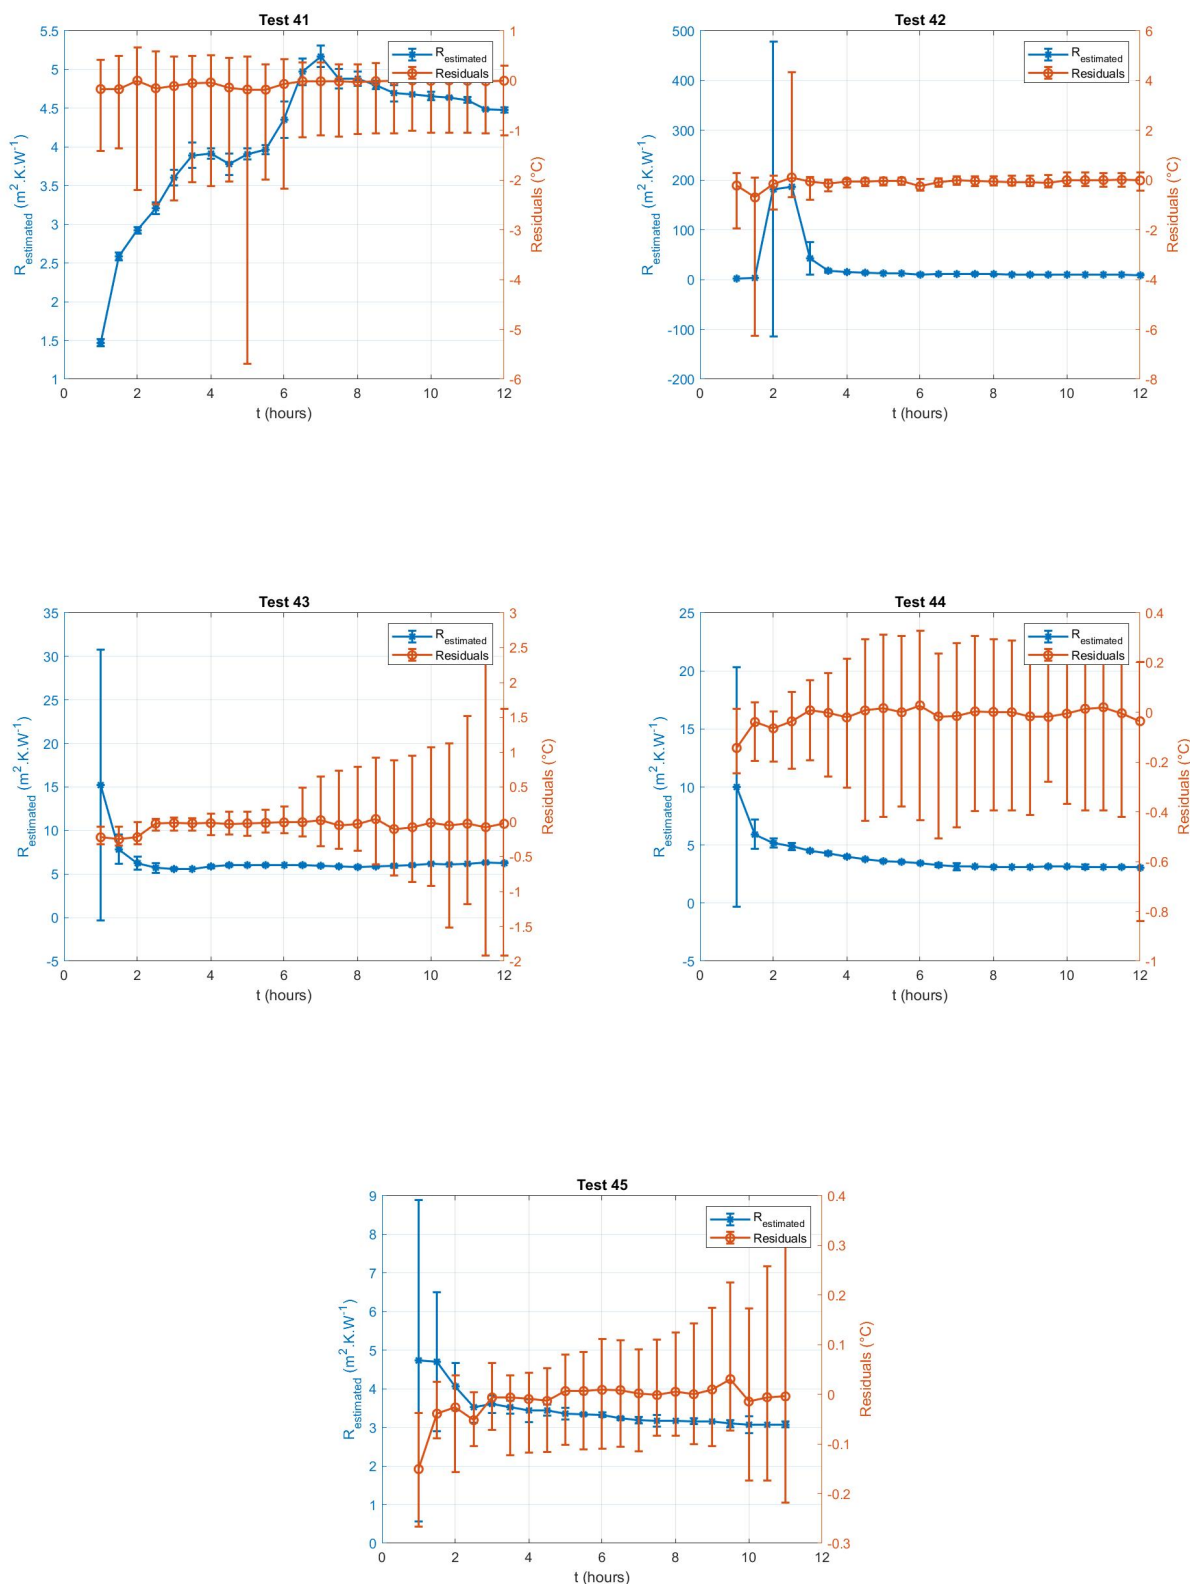 Test 41
R_estimated
Residuals
R_estimated (m².K.W⁻¹)
5.5
5
4.5
4
3.5
3
2.5
2
1.5
1
Residuals (°C)
1
0
-1
-2
-3
-4
-5
-6
0 2 4 6 8 10 12
t (hours)
Test 42
R_estimated
Residuals
R_estimated (m².K.W⁻¹)
500
400
300
200
100
0
-100
-200
Residuals (°C)
6
4
2
0
-2
-4
-6
-8
0 2 4 6 8 10 12
t (hours)
Test 43
R_estimated
Residuals
R_estimated (m².K.W⁻¹)
35
30
25
20
15
10
5
0
-5
Residuals (°C)
3
2.5
2
1.5
1
0.5
0
-0.5
-1
-1.5
-2
0 2 4 6 8 10 12
t (hours)
Test 44
R_estimated
Residuals
R_estimated (m².K.W⁻¹)
25
20
15
10
5
0
-5
Residuals (°C)
0.4
0.2
0
-0.2
-0.4
-0.6
-0.8
-1
0 2 4 6 8 10 12
t (hours)
Test 45
R_estimated
Residuals
R_estimated (m².K.W⁻¹)
9
8
7
6
5
4
3
2
1
0
Residuals (°C)
0.4
0.3
0.2
0.1
0
-0.1
-0.2
-0.3
0 2 4 6 8 10 12
t (hours)